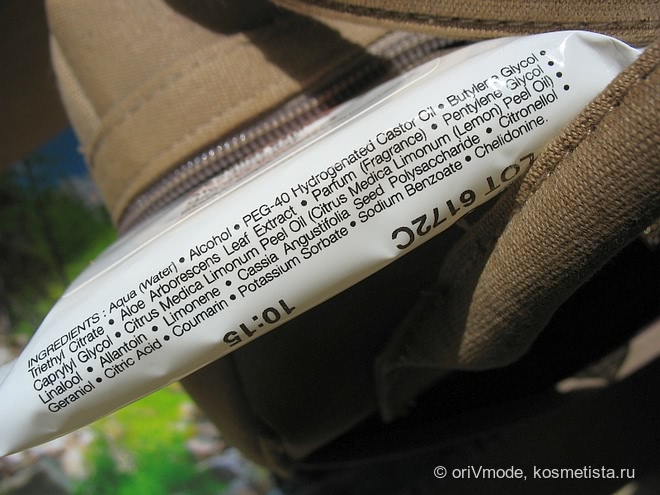 INGREDIENTS : Aqua (Water) • Alcohol • PEG-40 Hydrogenated Castor Oil • Butylene Glycol •
Triethyl Citrate • Aloe Arborescens Leaf Extract • Parfum (Fragrance) • Pentylene Glycol •
Caprylyl Glycol • Citrus Medica Limonum Peel Oil (Citrus Medica Limonum (Lemon) Peel Oil) •
Linalool • Allantoin • Limonene • Cassia Angustifolia Seed Polysaccharide • Citronellol •
Geraniol • Citric Acid • Coumarin • Potassium Sorbate • Sodium Benzoate • Chelidonine.
LOT 6172C
10:15
© oriVmode, kosmetista.ru